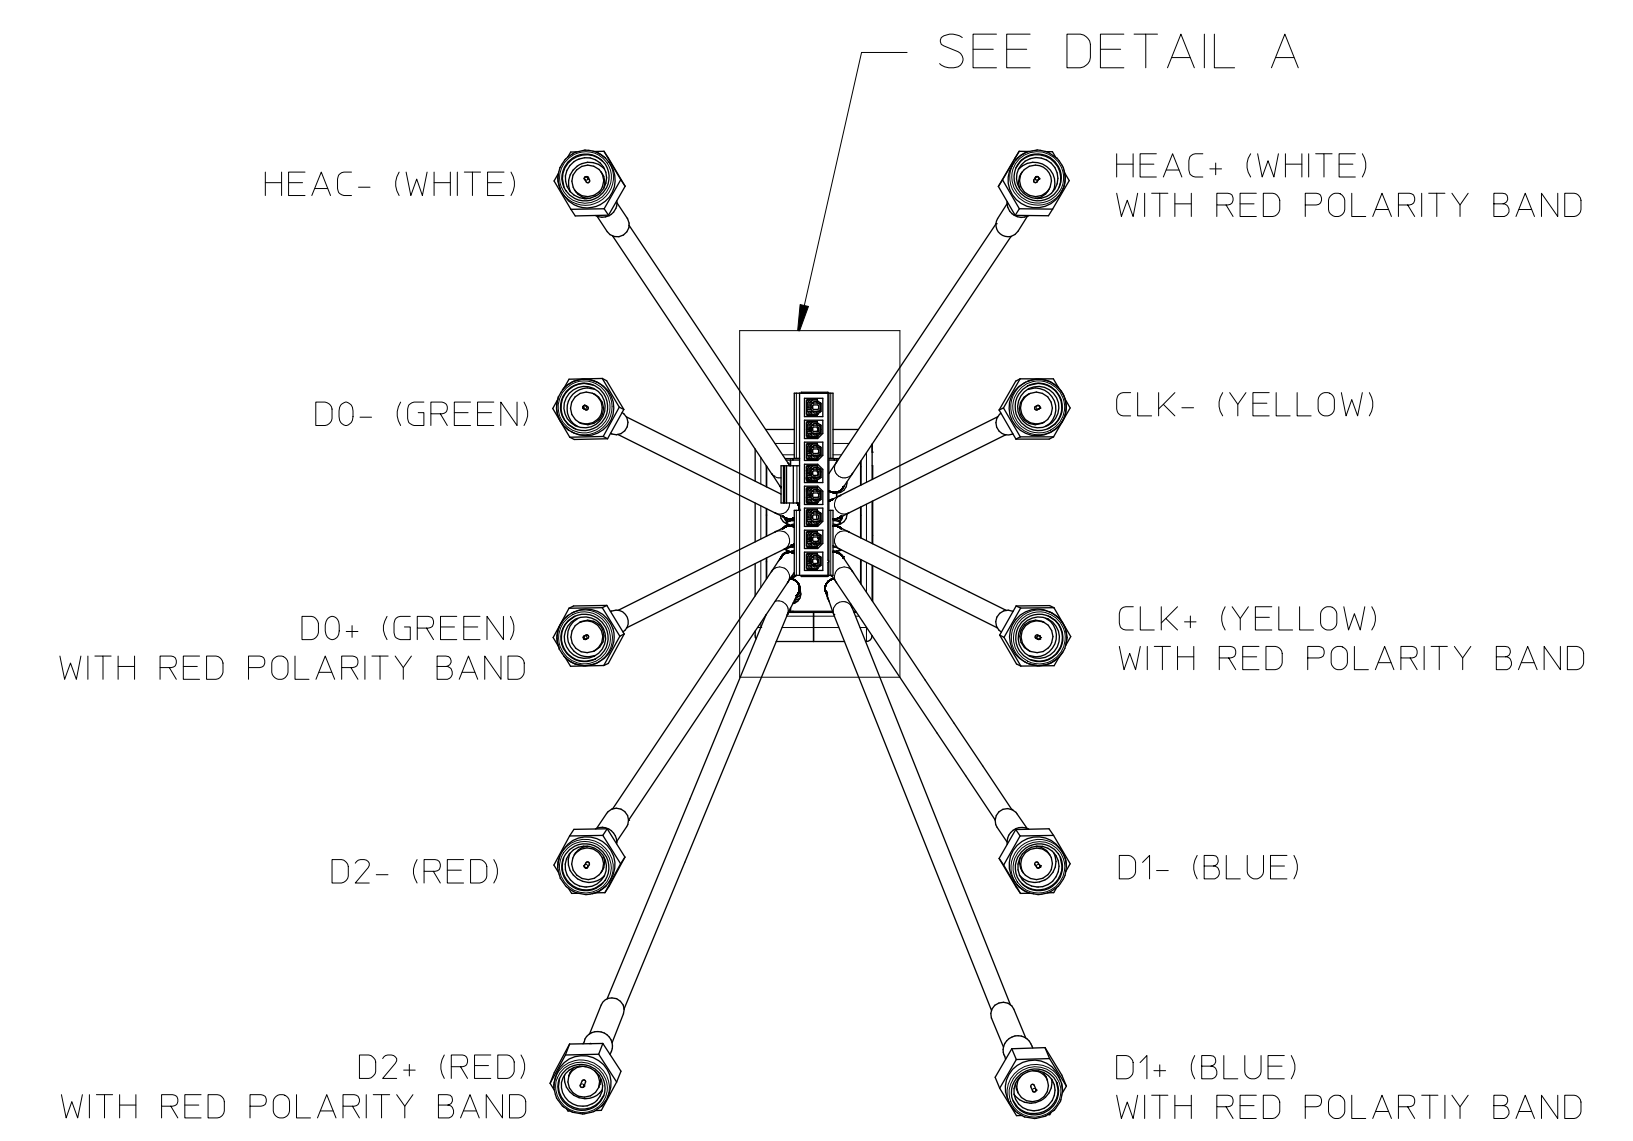 SEE DETAIL A
HEAC- (WHITE)
HEAC+ (WHITE)
WITH RED POLARITY BAND
D0- (GREEN)
CLK- (YELLOW)
D0+ (GREEN)
WITH RED POLARITY BAND
CLK+ (YELLOW)
WITH RED POLARITY BAND
D2- (RED)
D1- (BLUE)
D2+ (RED)
WITH RED POLARITY BAND
D1+ (BLUE)
WITH RED POLARTIY BAND